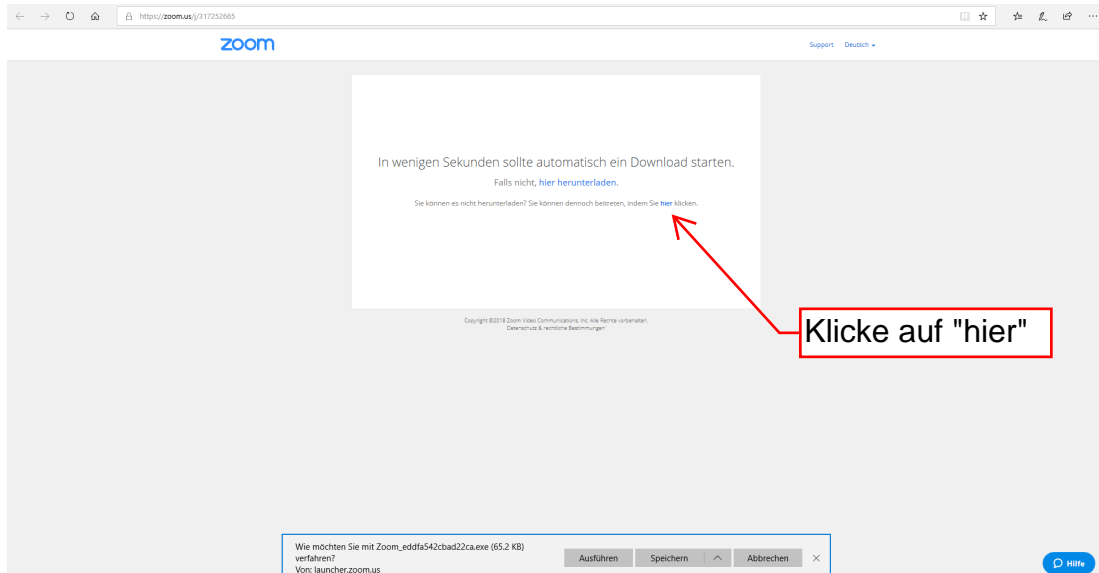 https://zoom.us/j/317252665
zoom
Support Deutsch
In wenigen Sekunden sollte automatisch ein Download starten.
Falls nicht, hier herunterladen.
Sie können es nicht herunterladen? Sie können dennoch beitreten, indem Sie hier klicken.
Copyright ©2018 Zoom Video Communications, Inc. Alle Rechte vorbehalten.
Datenschutz & rechtliche Bestimmungen
Klicke auf "hier"
Wie möchten Sie mit Zoom_eddfa542cbad22ca.exe (65.2 KB)
verfahren?
Von: launcher.zoom.us
Ausführen Speichern Abbrechen
Hilfe